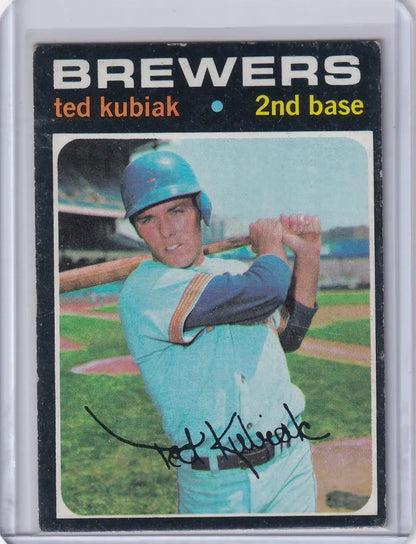 BREWERS
ted kubiak • 2nd base
Ted Kubiak